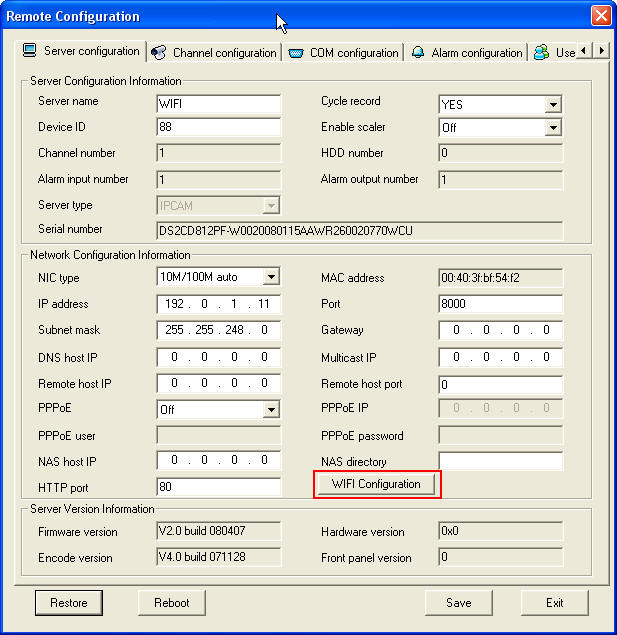 Remote Configuration
Server configuration Channel configuration COM configuration Alarm configuration Use
Server Configuration Information
Server name WIFI Cycle record YES
Device ID 88 Enable scaler Off
Channel number 1 HDD number 0
Alarm input number 1 Alarm output number 1
Server type IPCAM
Serial number DS2CD812PF-W0020080115AAWR260020770WCU
Network Configuration Information
NIC type 10M/100M auto MAC address 00:40:3f:bf:54:f2
IP address 192 . 0 . 1 . 11 Port 8000
Subnet mask 255 . 255 . 248 . 0 Gateway 0 . 0 . 0 . 0
DNS host IP 0 . 0 . 0 . 0 Multicast IP 0 . 0 . 0 . 0
Remote host IP 0 . 0 . 0 . 0 Remote host port 0
PPPoE Off PPPoE IP 0 . 0 . 0 . 0
PPPoE user PPPoE password
NAS host IP 0 . 0 . 0 . 0 NAS directory
HTTP port 80 WIFI Configuration
Server Version Information
Firmware version V2.0 build 080407 Hardware version 0x0
Encode version V4.0 build 071128 Front panel version 0
Restore Reboot Save Exit